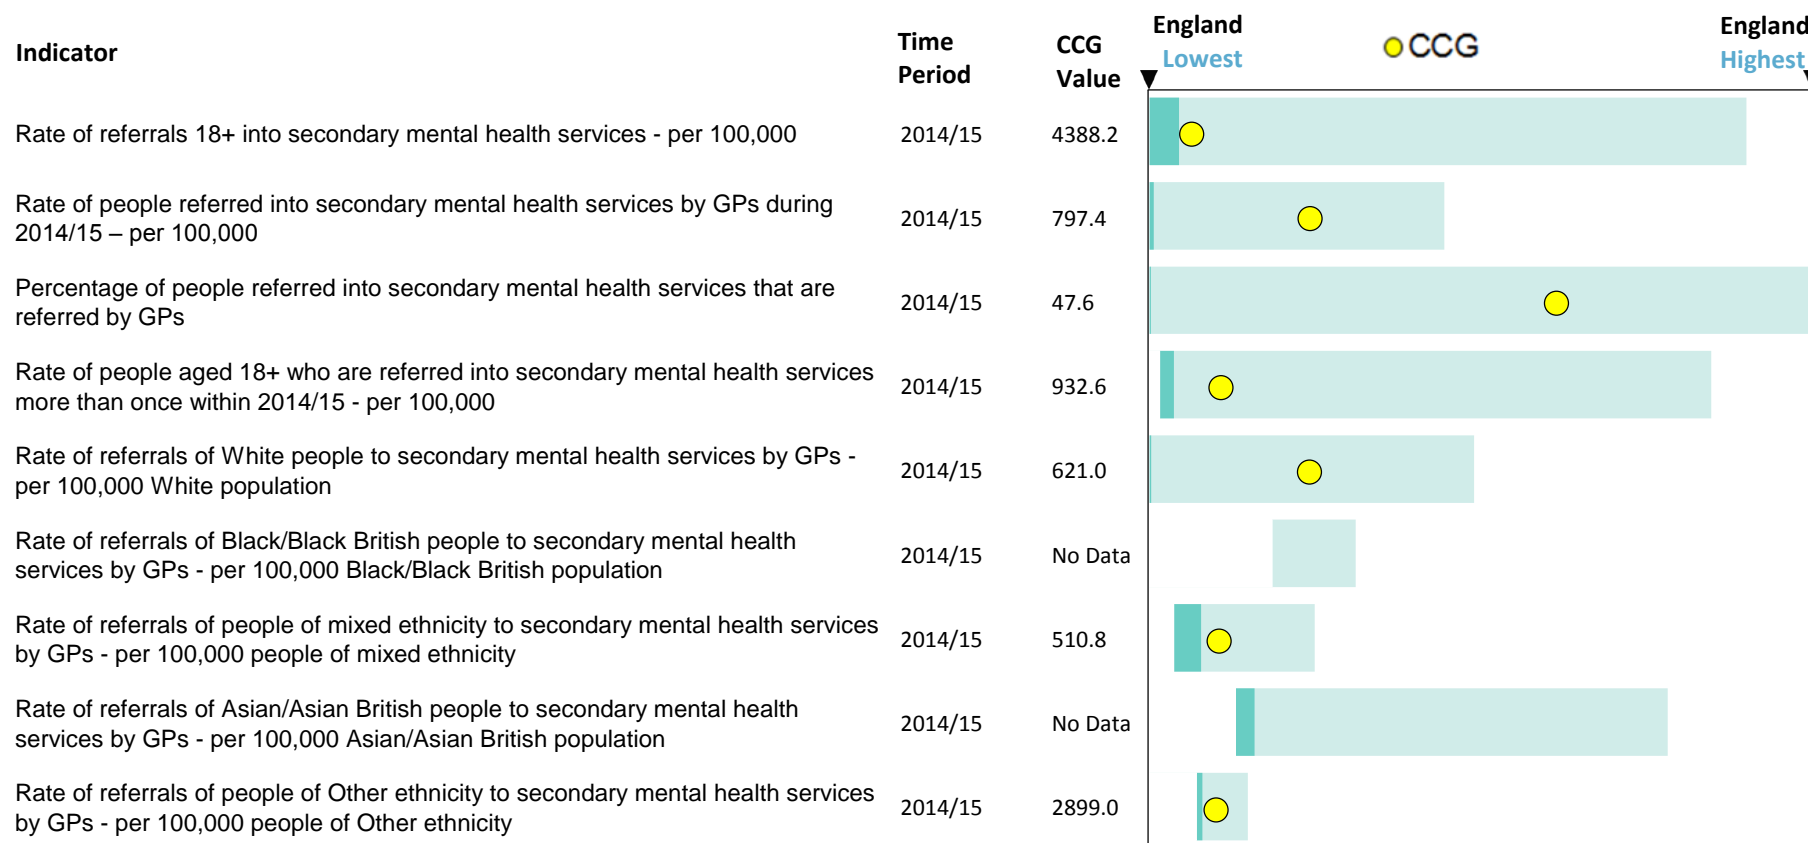 Indicator
Time
Period
CCG
Value
England
Lowest
CCG
England
Highest
Rate of referrals 18+ into secondary mental health services - per 100,000
2014/15
4388.2
Rate of people referred into secondary mental health services by GPs during
2014/15 – per 100,000
2014/15
797.4
Percentage of people referred into secondary mental health services that are
referred by GPs
2014/15
47.6
Rate of people aged 18+ who are referred into secondary mental health services
more than once within 2014/15 - per 100,000
2014/15
932.6
Rate of referrals of White people to secondary mental health services by GPs -
per 100,000 White population
2014/15
621.0
Rate of referrals of Black/Black British people to secondary mental health
services by GPs - per 100,000 Black/Black British population
2014/15
No Data
Rate of referrals of people of mixed ethnicity to secondary mental health services
by GPs - per 100,000 people of mixed ethnicity
2014/15
510.8
Rate of referrals of Asian/Asian British people to secondary mental health
services by GPs - per 100,000 Asian/Asian British population
2014/15
No Data
Rate of referrals of people of Other ethnicity to secondary mental health services
by GPs - per 100,000 people of Other ethnicity
2014/15
2899.0